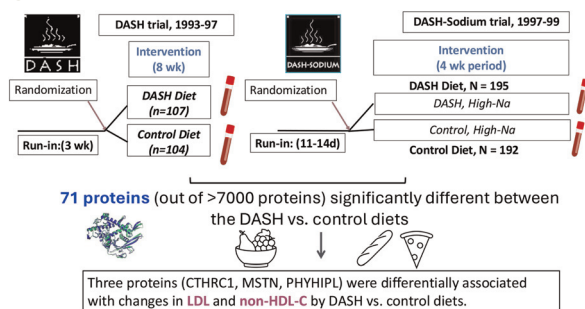 DASH trial, 1993-97
DASH
Intervention
(8 wk)
Randomization
DASH Diet
(n=107)
Control Diet
(n=104)
Run-in:(3 wk)
DASH-Sodium trial, 1997-99
DASH-SODIUM
Intervention
(4 wk period)
DASH Diet, N = 195
Randomization
DASH, High-Na
Control, High-Na
Run-in: (11-14d)
Control Diet, N = 192
71 proteins (out of >7000 proteins) significantly different between
the DASH vs. control diets
Three proteins (CTHRC1, MSTN, PHYHIPL) were differentially associated
with changes in LDL and non-HDL-C by DASH vs. control diets.